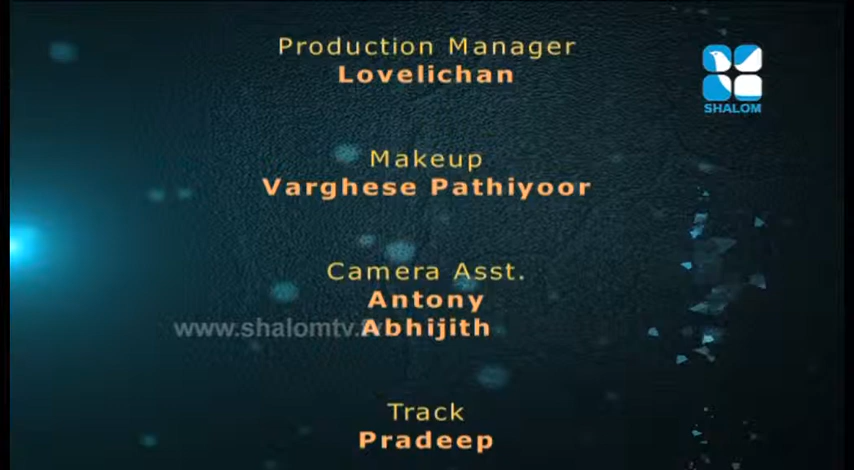 Production Manager
Lovelichan
SHALOM
Makeup
Varghese Pathiyoor
Camera Asst.
Antony
Abhijith
www.shalomtv.
Track
Pradeep